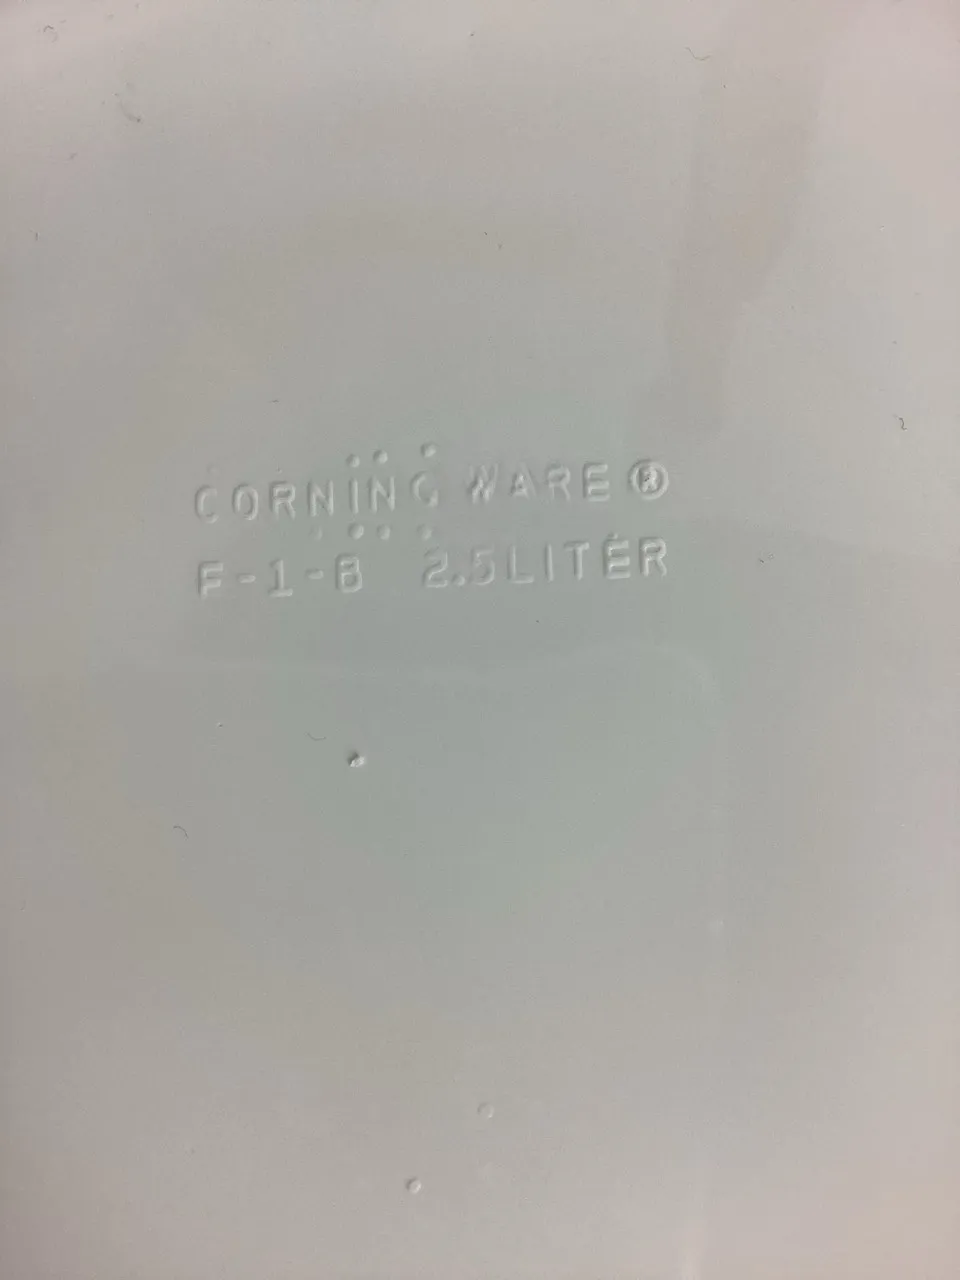 CORNING WARE ®
F-1-B 2.5LITER